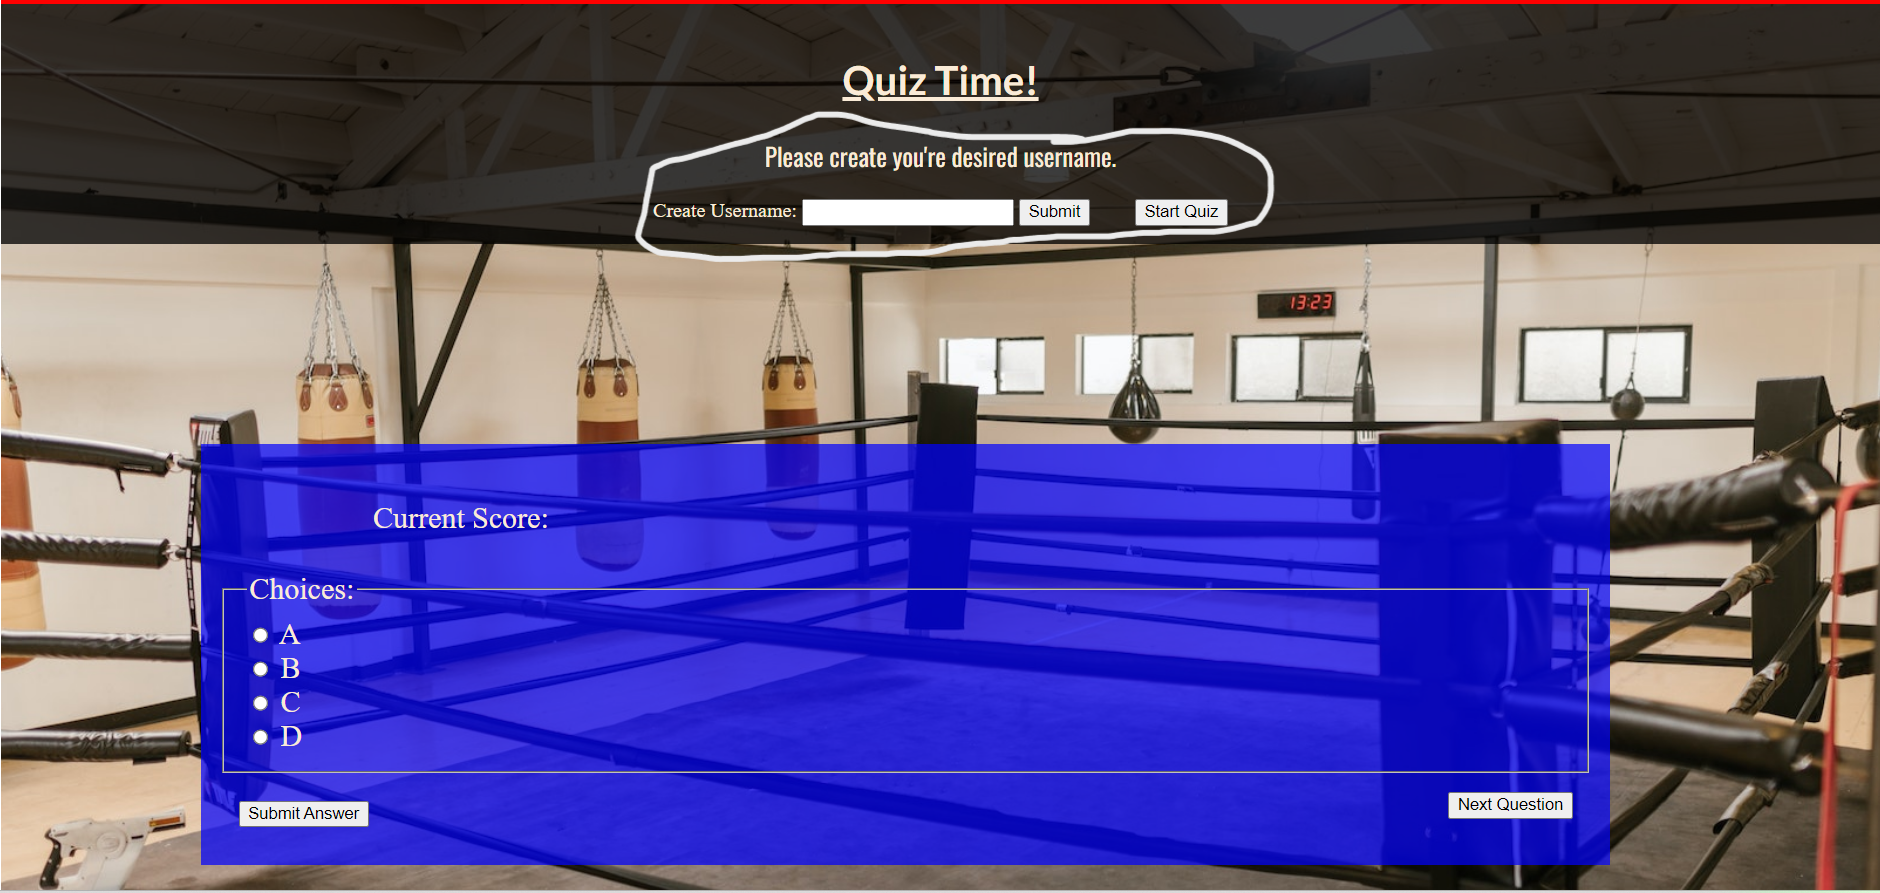 Quiz Time!
Please create you're desired username.
Create Username: Submit Start Quiz
13:23
Current Score:
Choices:
A
B
C
D
Submit Answer
Next Question